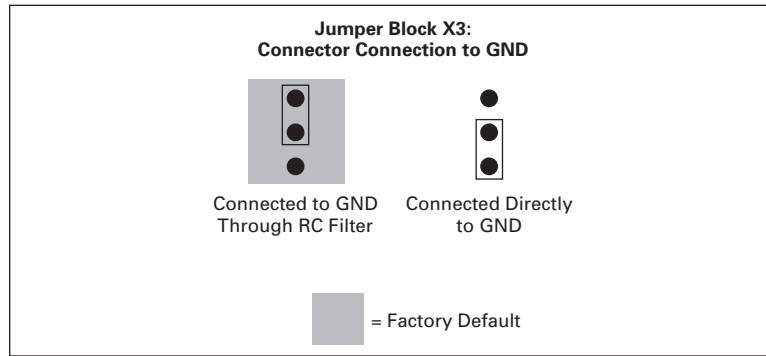 Jumper Block X3:
Connector Connection to GND
Connected to GND
Through RC Filter
Connected Directly
to GND
= Factory Default